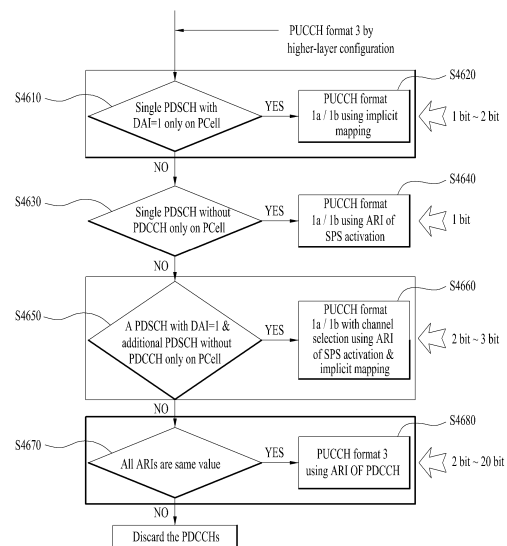 PUCCH format 3 by
higher-layer configuration
S4610
Single PDSCH with
DAI=1 only on PCell
YES
S4620
PUCCH format
1a / 1b using implicit
mapping
1 bit ~ 2 bit
NO
S4630
Single PDSCH without
PDCCH only on PCell
YES
S4640
PUCCH format
1a / 1b using ARI of
SPS activation
1 bit
NO
S4650
A PDSCH with DAI=1 &
additional PDSCH without
PDCCH only on PCell
YES
S4660
PUCCH format
1a / 1b with channel
selection using ARI
of SPS activation &
implicit mapping
2 bit ~ 3 bit
NO
S4670
All ARIs are same value
YES
S4680
PUCCH format 3
using ARI OF PDCCH
2 bit ~ 20 bit
NO
Discard the PDCCHs